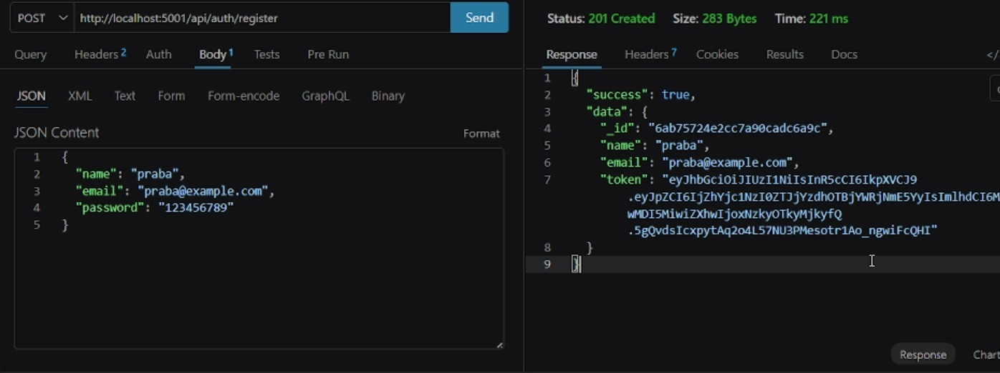 POST http://localhost:5001/api/auth/register Send
Query Headers 2 Auth Body 1 Tests Pre Run
JSON XML Text Form Form-encode GraphQL Binary
JSON Content Format
1 {
2 "name": "praba",
3 "email": "praba@example.com",
4 "password": "123456789"
5 }
Status: 201 Created Size: 283 Bytes Time: 221 ms
Response Headers 7 Cookies Results Docs </
1 {
2 "success": true,
3 "data": {
4 "_id": "6ab75724e2cc7a90cadc6a9c",
5 "name": "praba",
6 "email": "praba@example.com",
7 "token": "eyJhbGciOiJIUzI1NiIsInR5cCI6IkpXVCJ9
.eyJpZCI6IjZhYjc1NzI0ZTJjYzdhOTBjYWRjNmE5YyIsImlhdCI6M
wMDI5MiwiZXhwIjoxNzkyOTkyMjkyfQ
.5gQvdsIcxpytAq2o4L57NU3PMesotr1Ao_ngwiFcQHI"
8 }
9 }
Response Chart